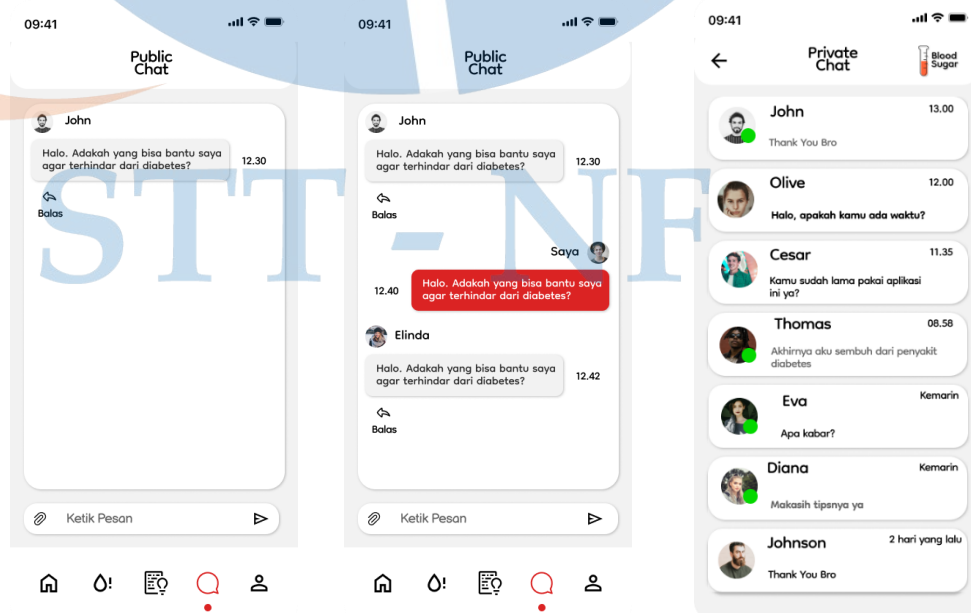 09:41
Public
Chat
John
Halo. Adakah yang bisa bantu saya
agar terhindar dari diabetes?
12.30
Balas
Ketik Pesan
09:41
Public
Chat
John
Halo. Adakah yang bisa bantu saya
agar terhindar dari diabetes?
12.30
Balas
Saya
12.40
Halo. Adakah yang bisa bantu saya
agar terhindar dari diabetes?
Elinda
Halo. Adakah yang bisa bantu saya
agar terhindar dari diabetes?
12.42
Balas
Ketik Pesan
09:41
Private
Chat
Blood
Sugar
John
13.00
Thank You Bro
Olive
12.00
Halo, apakah kamu ada waktu?
Cesar
11.35
Kamu sudah lama pakai aplikasi
ini ya?
Thomas
08.58
Akhirnya aku sembuh dari penyakit
diabetes
Eva
Kemarin
Apa kabar?
Diana
Kemarin
Makasih tipsnya ya
Johnson
2 hari yang lalu
Thank You Bro
STT - NF